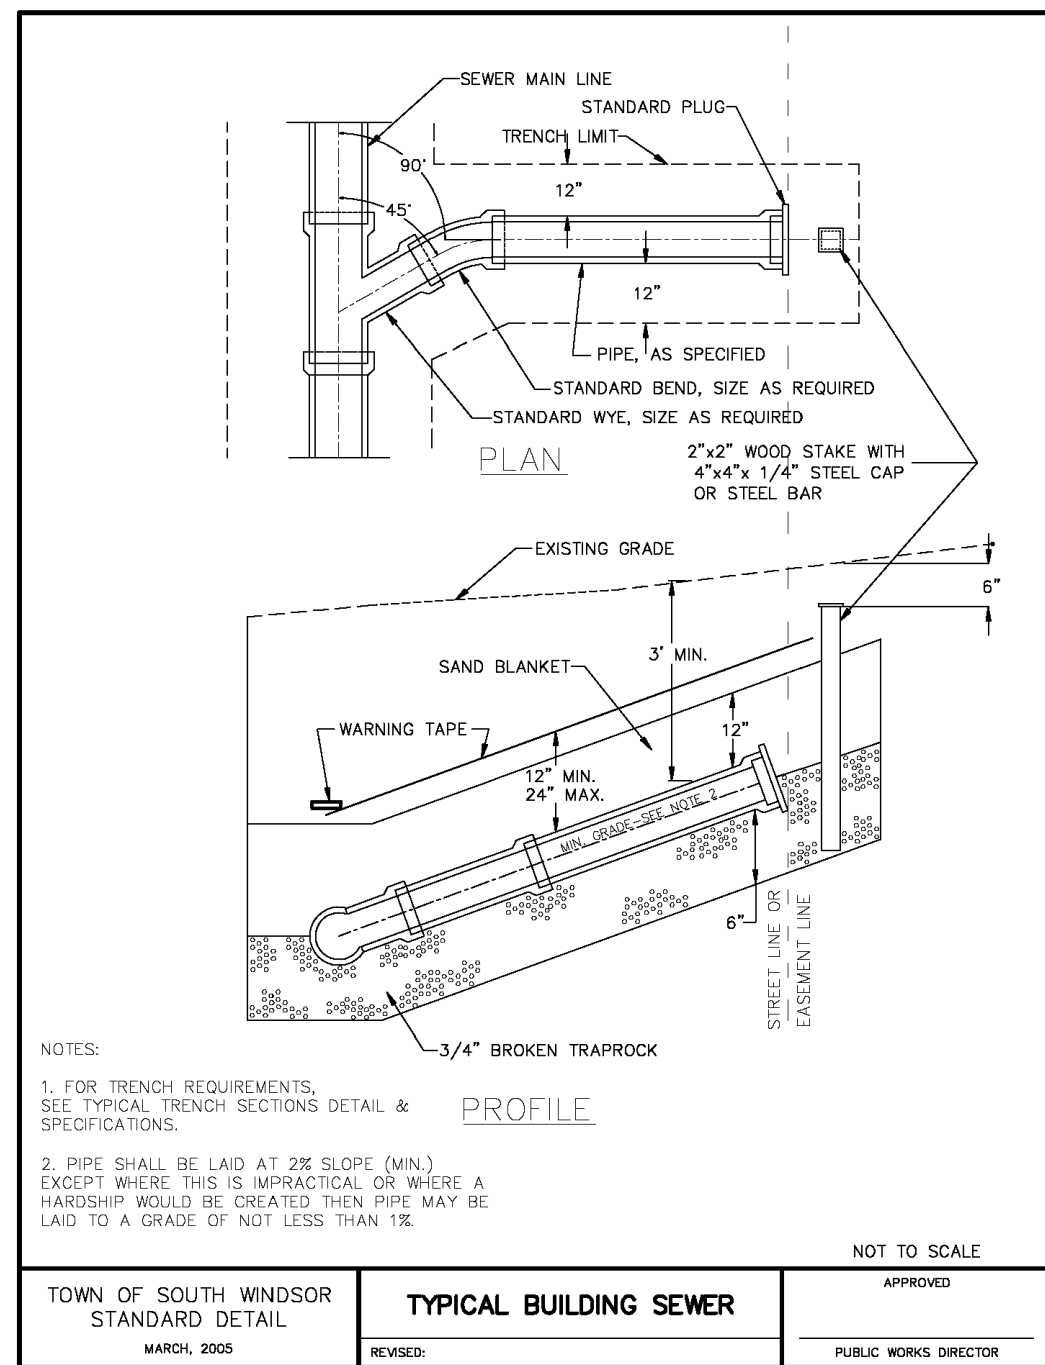 SEWER MAIN LINE
STANDARD PLUG
TRENCH LIMIT
90°
12"
45°
12"
PIPE, AS SPECIFIED
STANDARD BEND, SIZE AS REQUIRED
STANDARD WYE, SIZE AS REQUIRED
PLAN
2"x2" WOOD STAKE WITH
4"x4"x 1/4" STEEL CAP
OR STEEL BAR
EXISTING GRADE
6"
3' MIN.
SAND BLANKET
WARNING TAPE
12"
12" MIN.
24" MAX.
MIN. GRADE-SEE NOTE 2
6"
STREET LINE OR
EASEMENT LINE
3/4" BROKEN TRAPROCK
PROFILE
NOTES:
1. FOR TRENCH REQUIREMENTS,
SEE TYPICAL TRENCH SECTIONS DETAIL &
SPECIFICATIONS.
2. PIPE SHALL BE LAID AT 2% SLOPE (MIN.)
EXCEPT WHERE THIS IS IMPRACTICAL OR WHERE A
HARDSHIP WOULD BE CREATED THEN PIPE MAY BE
LAID TO A GRADE OF NOT LESS THAN 1%.
NOT TO SCALE
TOWN OF SOUTH WINDSOR
STANDARD DETAIL
MARCH, 2005
TYPICAL BUILDING SEWER
REVISED:
APPROVED
PUBLIC WORKS DIRECTOR